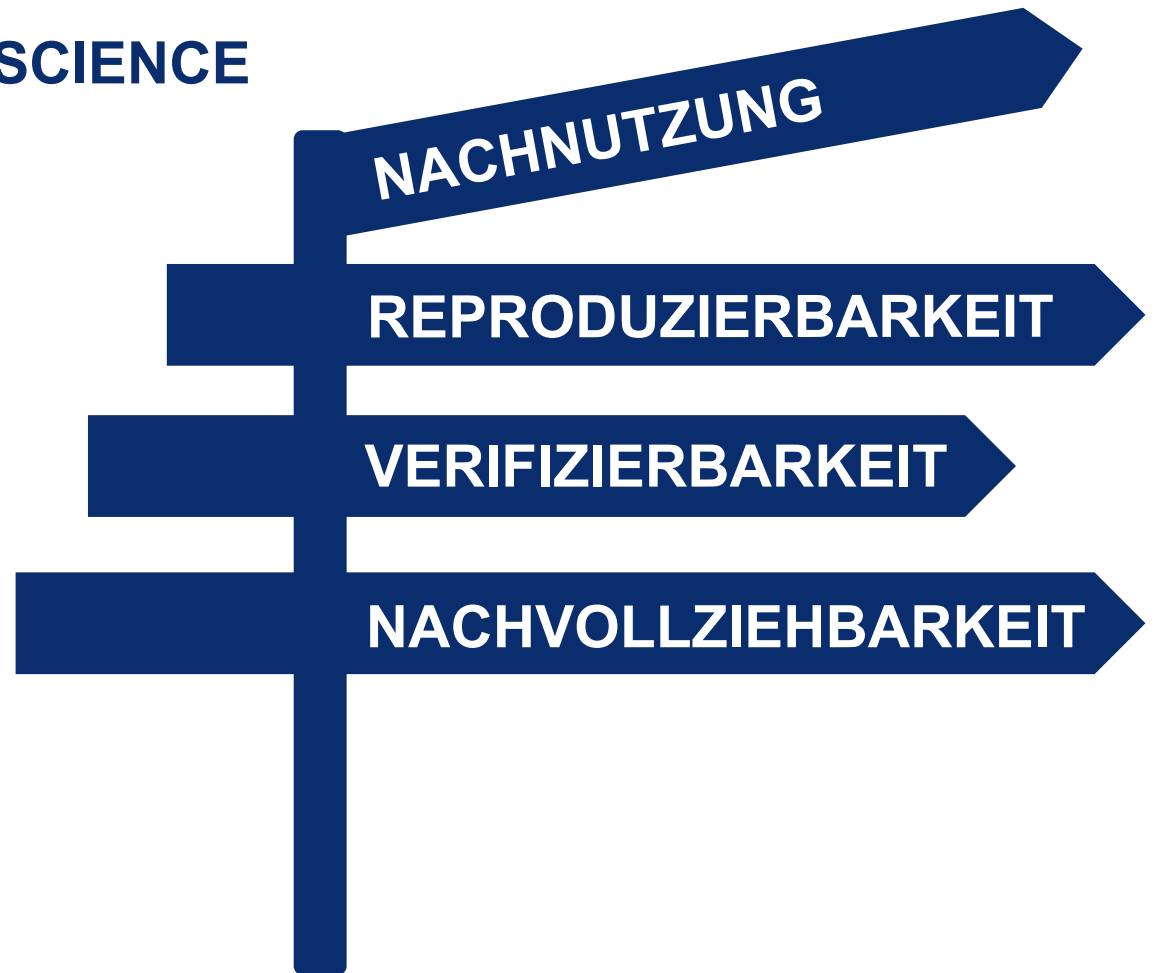 SCIENCE
NACHNUTZUNG
REPRODUZIERBARKEIT
VERIFIZIERBARKEIT
NACHVOLLZIEHBARKEIT